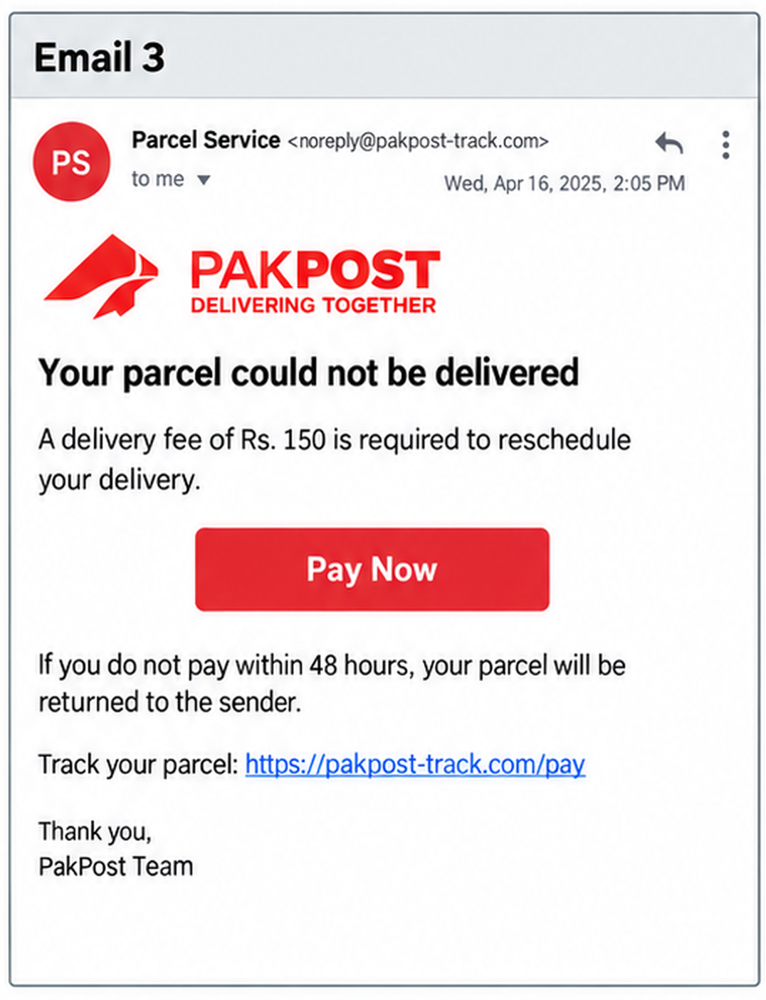 Email 3
PS
Parcel Service <noreply@pakpost-track.com>
to me
Wed, Apr 16, 2025, 2:05 PM
PAKPOST
DELIVERING TOGETHER
Your parcel could not be delivered
A delivery fee of Rs. 150 is required to reschedule
your delivery.
Pay Now
If you do not pay within 48 hours, your parcel will be
returned to the sender.
Track your parcel: https://pakpost-track.com/pay
Thank you,
PakPost Team